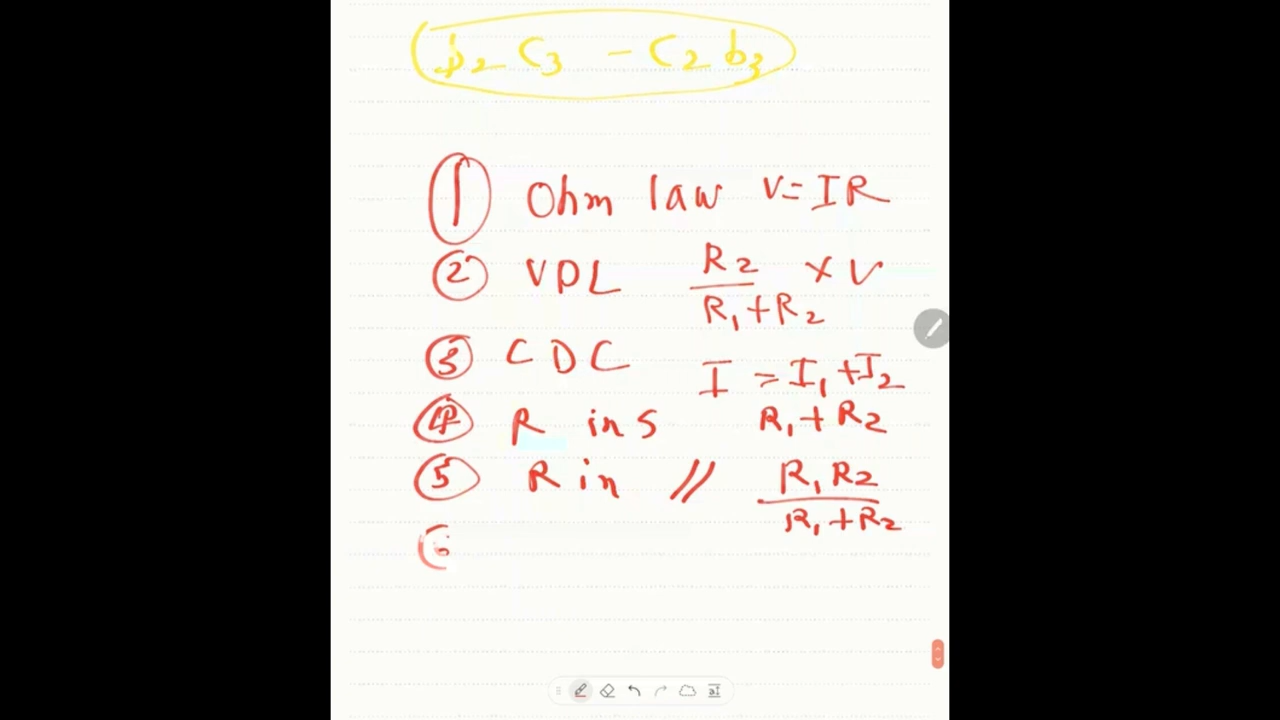 b₂ C₃ - C₂ b₃
1 Ohm law V=IR
2 VDL R₂ / R₁+R₂ × V
3 CDC I = I₁+I₂
4 R in S R₁+R₂
5 R in // R₁R₂ / R₁+R₂
6